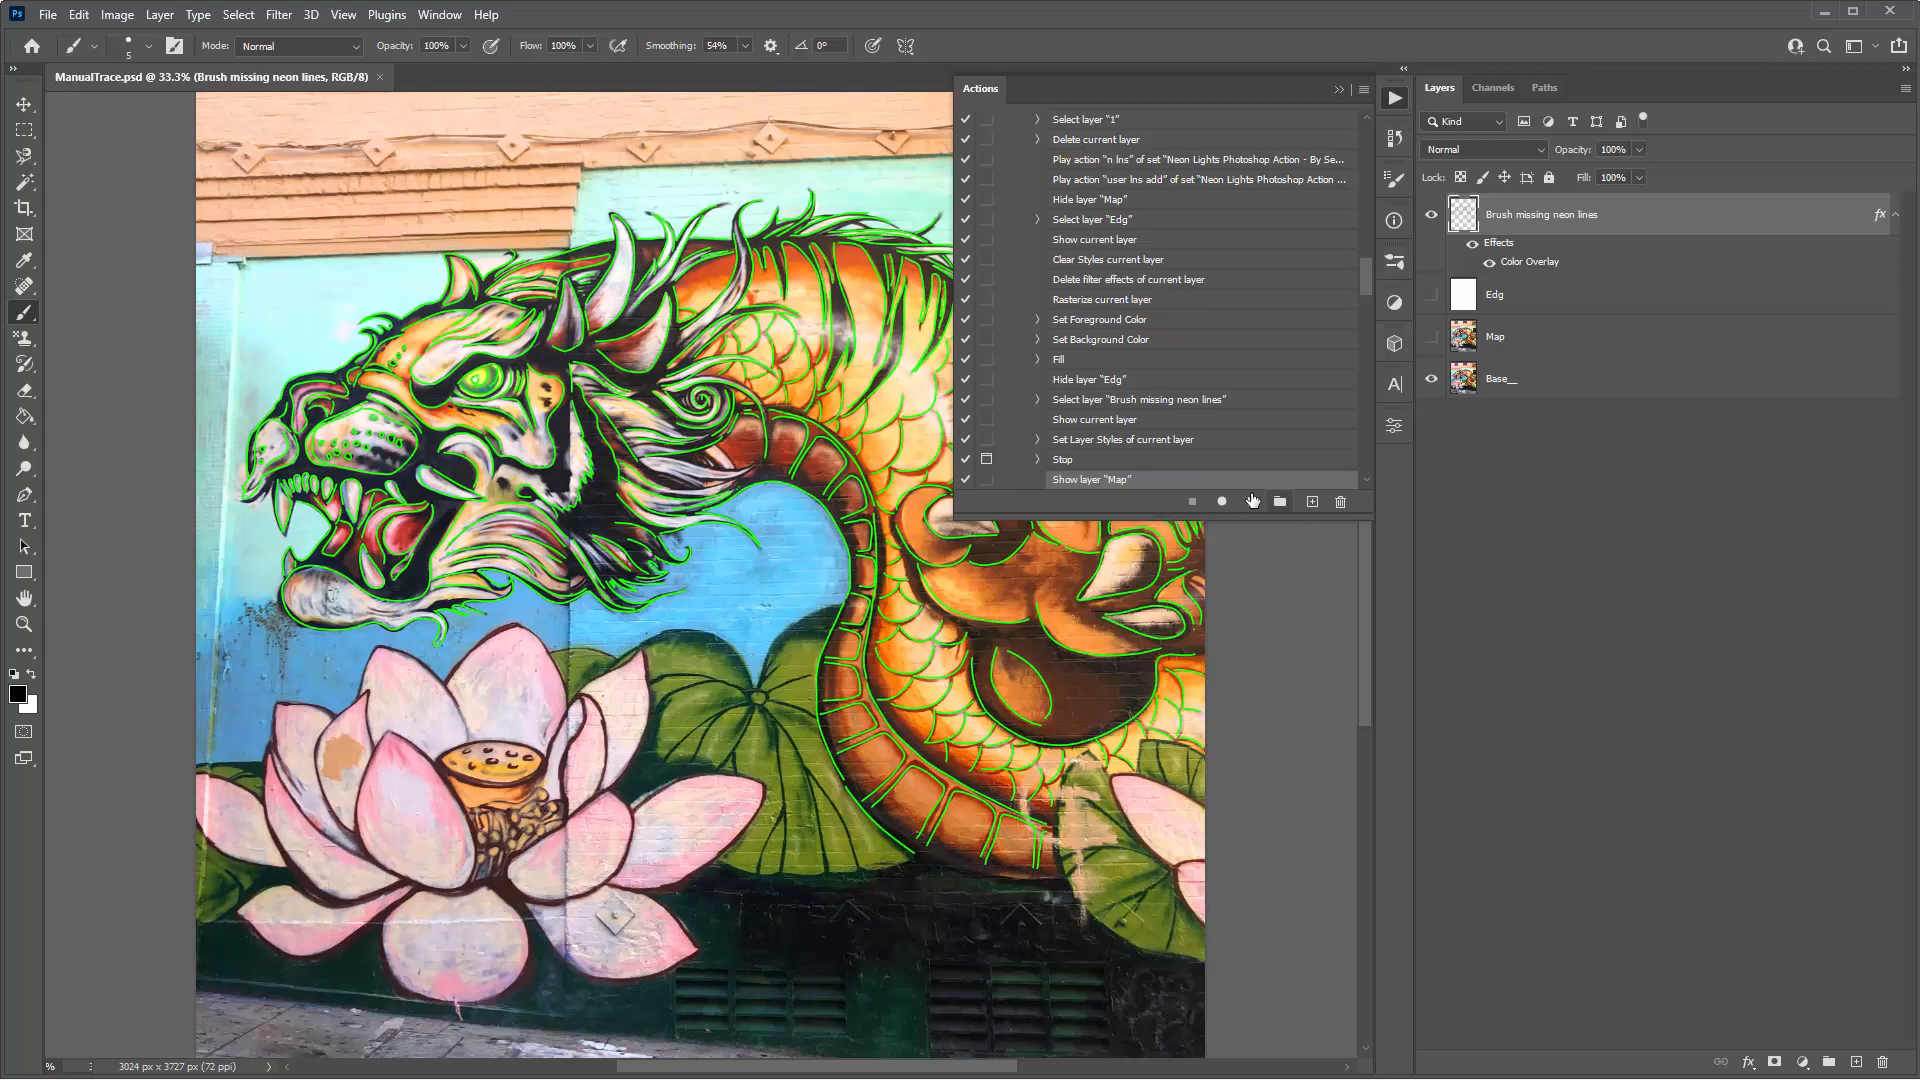 Ps File Edit Image Layer Type Select Filter 3D View Plugins Window Help
5 Mode: Normal Opacity: 100% Flow: 100% Smoothing: 54% 0°
ManualTrace.psd @ 33.3% (Brush missing neon lines, RGB/8) ×
Actions
Select layer “1”
Delete current layer
Play action “n lns” of set “Neon Lights Photoshop Action - By Se...
Play action “user lns add” of set “Neon Lights Photoshop Action ...
Hide layer “Map”
Select layer “Edg”
Show current layer
Clear Styles current layer
Delete filter effects of current layer
Rasterize current layer
Set Foreground Color
Set Background Color
Fill
Hide layer “Edg”
Select layer “Brush missing neon lines”
Show current layer
Set Layer Styles of current layer
Stop
Show layer “Map”
Layers Channels Paths
Kind
Normal Opacity: 100%
Lock: Fill: 100%
Brush missing neon lines fx
Effects
Color Overlay
Edg
Map
Base__
% 3024 px x 3727 px (72 ppi)
fx